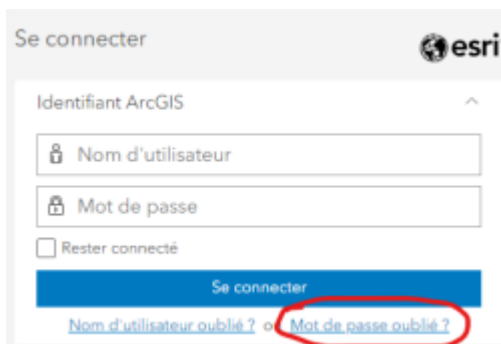 Se connecter
esri
Identifiant ArcGIS
Nom d'utilisateur
Mot de passe
Rester connecté
Se connecter
Nom d'utilisateur oublié ? o Mot de passe oublié ?